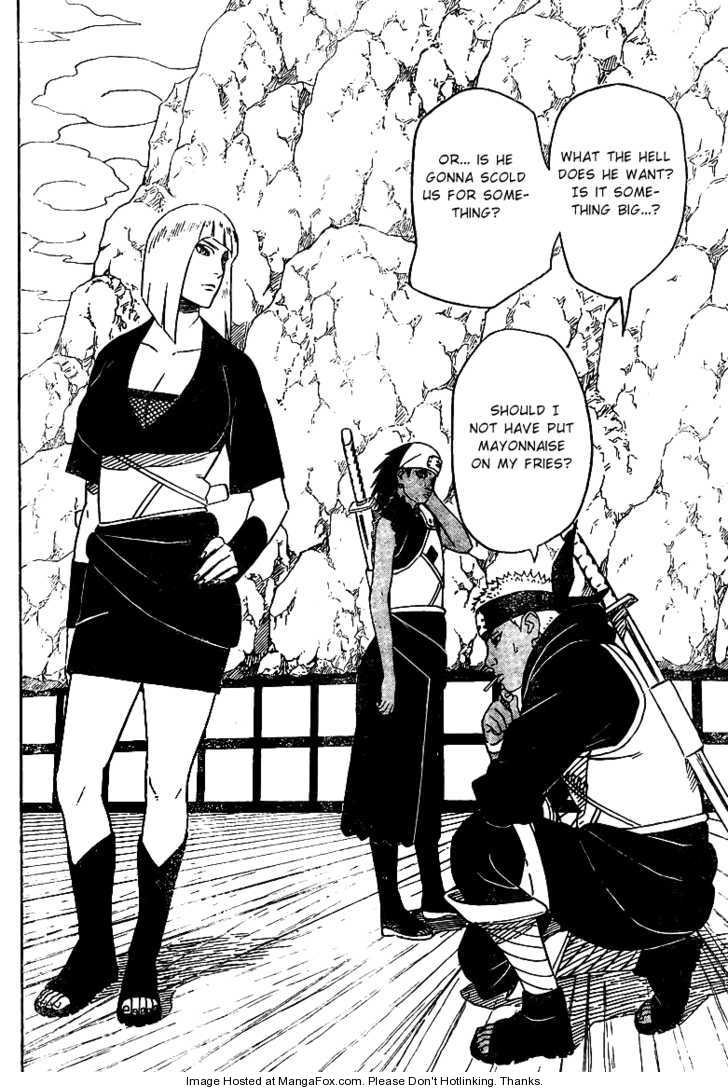 WHAT THE HELL
DOES HE WANT?
IS IT SOME-
THING BIG...?
OR... IS HE
GONNA SCOLD
US FOR SOME-
THING?
SHOULD I
NOT HAVE PUT
MAYONNAISE
ON MY FRIES?
Image Hosted at MangaFox.com. Please Don't Hotlinking. Thanks.